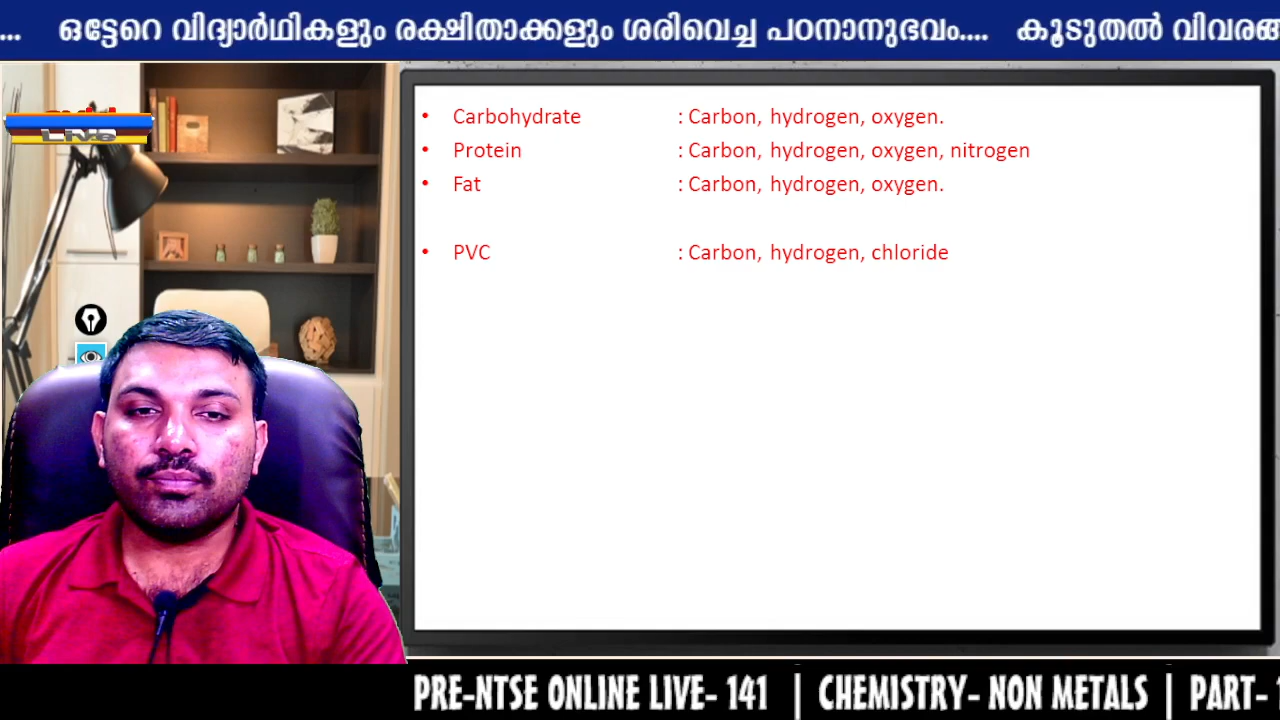 ... ഒട്ടേറെ വിദ്യാർഥികളും രക്ഷിതാക്കളും ശരിവെച്ച പഠനാനുഭവം.... കൂടുതൽ
Live
• Carbohydrate : Carbon, hydrogen, oxygen.
• Protein : Carbon, hydrogen, oxygen, nitrogen
• Fat : Carbon, hydrogen, oxygen.
• PVC : Carbon, hydrogen, chloride
PRE-NTSE ONLINE LIVE- 141 | CHEMISTRY- NON METALS | PART-